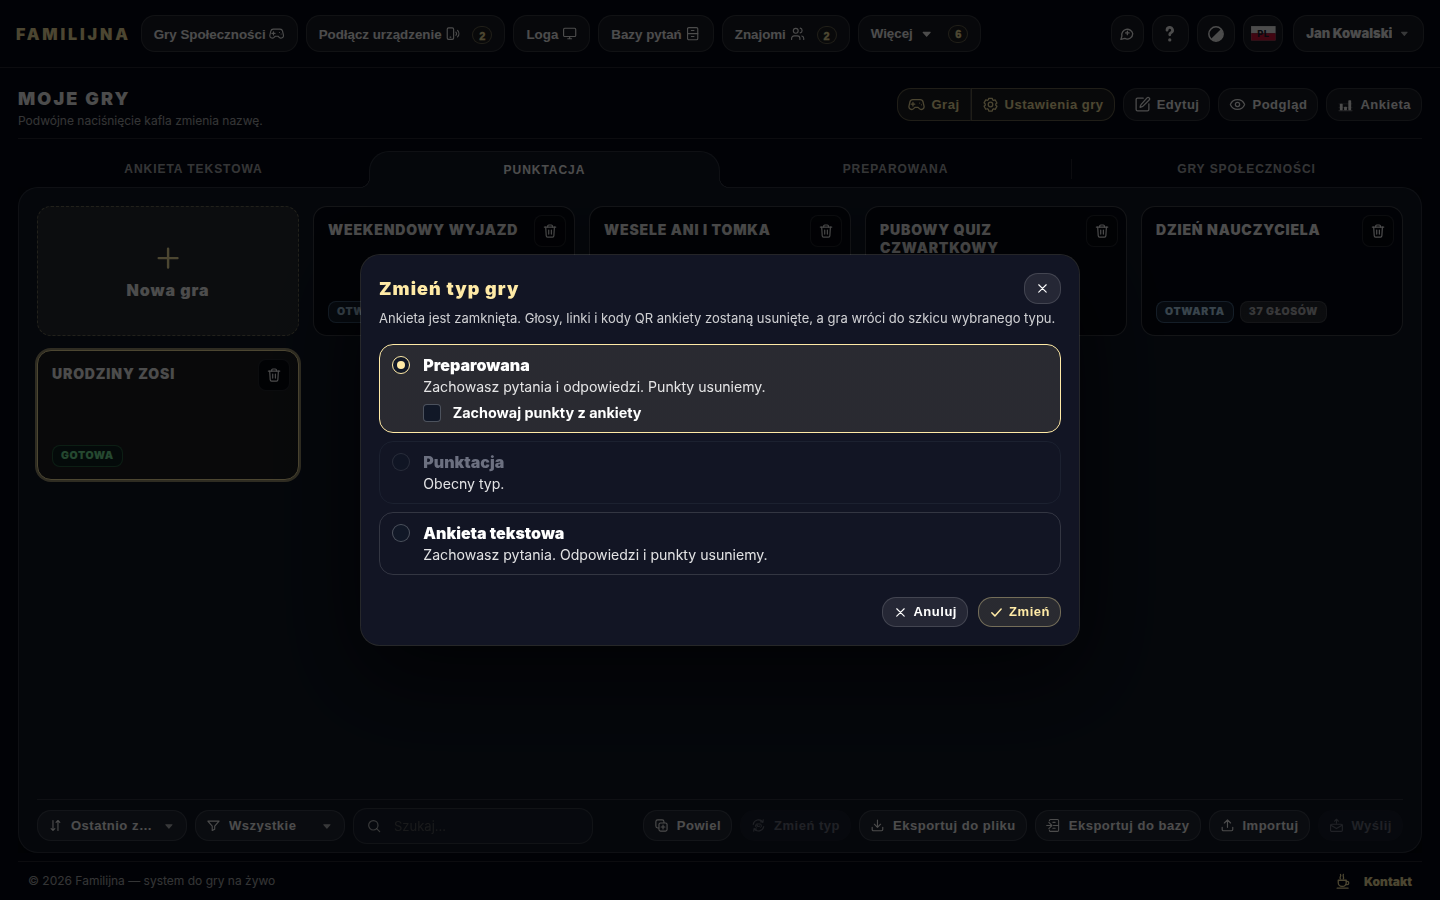 FAMILIJNA
Gry Społeczności
Podłącz urządzenie 2
Loga
Bazy pytań
Znajomi 2
Więcej 6
?
PL
Jan Kowalski
MOJE GRY
Podwójne naciśnięcie kafla zmienia nazwę.
Graj
Ustawienia gry
Edytuj
Podgląd
Ankieta
ANKIETA TEKSTOWA
PUNKTACJA
PREPAROWANA
GRY SPOŁECZNOŚCI
Nowa gra
WEEKENDOWY WYJAZD
WESELE ANI I TOMKA
PUBOWY QUIZ
CZWARTKOWY
DZIEŃ NAUCZYCIELA
OTWARTA
37 GŁOSÓW
URODZINY ZOSI
GOTOWA
Zmień typ gry
Ankieta jest zamknięta. Głosy, linki i kody QR ankiety zostaną usunięte, a gra wróci do szkicu wybranego typu.
Preparowana
Zachowasz pytania i odpowiedzi. Punkty usuniemy.
Zachowaj punkty z ankiety
Punktacja
Obecny typ.
Ankieta tekstowa
Zachowasz pytania. Odpowiedzi i punkty usuniemy.
Anuluj
Zmień
Ostatnio z...
Wszystkie
Szukaj...
Powiel
Zmień typ
Eksportuj do pliku
Eksportuj do bazy
Importuj
Wyślij
© 2026 Familijna — system do gry na żywo
Kontakt